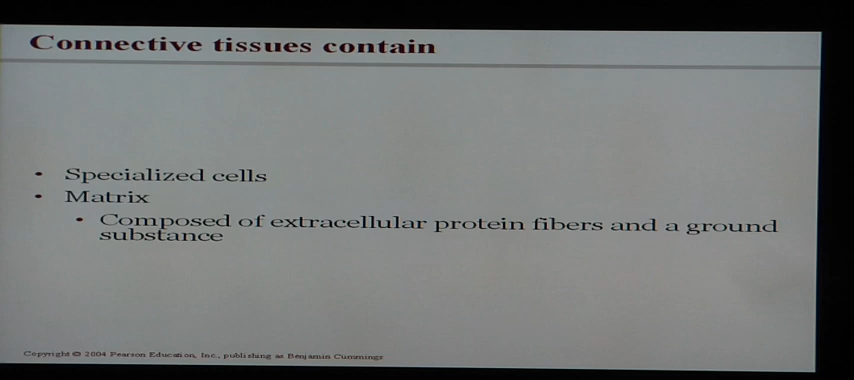 Connective tissues contain
• Specialized cells
• Matrix
• Composed of extracellular protein fibers and a ground
substance
Copyright © 2004 Pearson Education, Inc., publishing as Benjamin Cummings